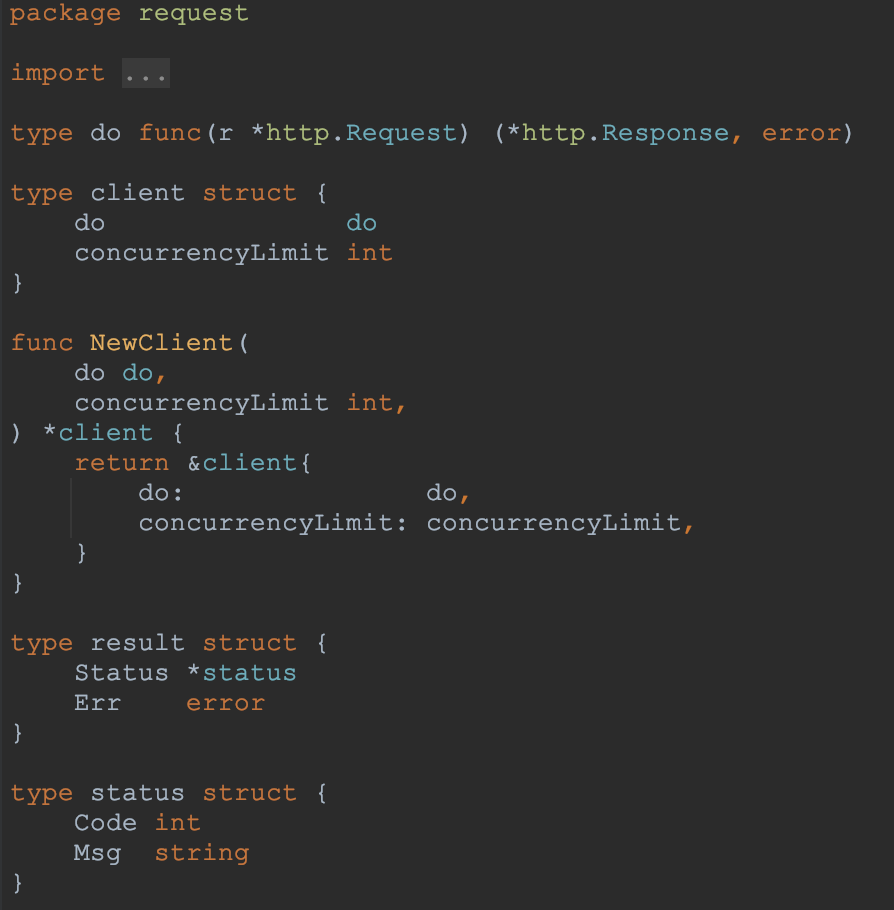 package request
import ...
type do func(r *http.Request) (*http.Response, error)
type client struct {
    do               do
    concurrencyLimit int
}
func NewClient(
    do do,
    concurrencyLimit int,
) *client {
    return &client{
        do:               do,
        concurrencyLimit: concurrencyLimit,
    }
}
type result struct {
    Status *status
    Err    error
}
type status struct {
    Code int
    Msg  string
}